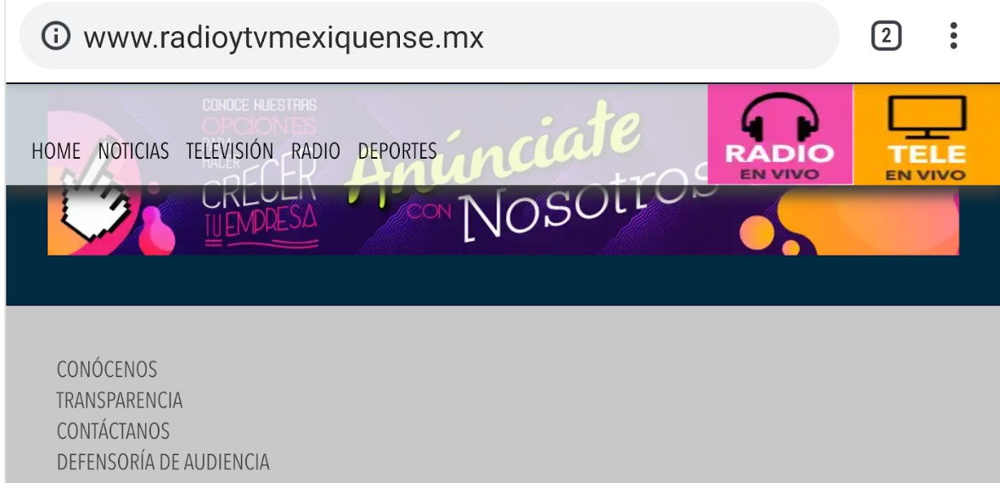 www.radioytvmexiquense.mx
2
CONOCE NUESTRAS
OPCIONES
PARA
HACER
CRECER
TU EMPRESA
Anúnciate
CON Nosotros
HOME NOTICIAS TELEVISIÓN RADIO DEPORTES
RADIO
EN VIVO
TELE
EN VIVO
CONÓCENOS
TRANSPARENCIA
CONTÁCTANOS
DEFENSORÍA DE AUDIENCIA